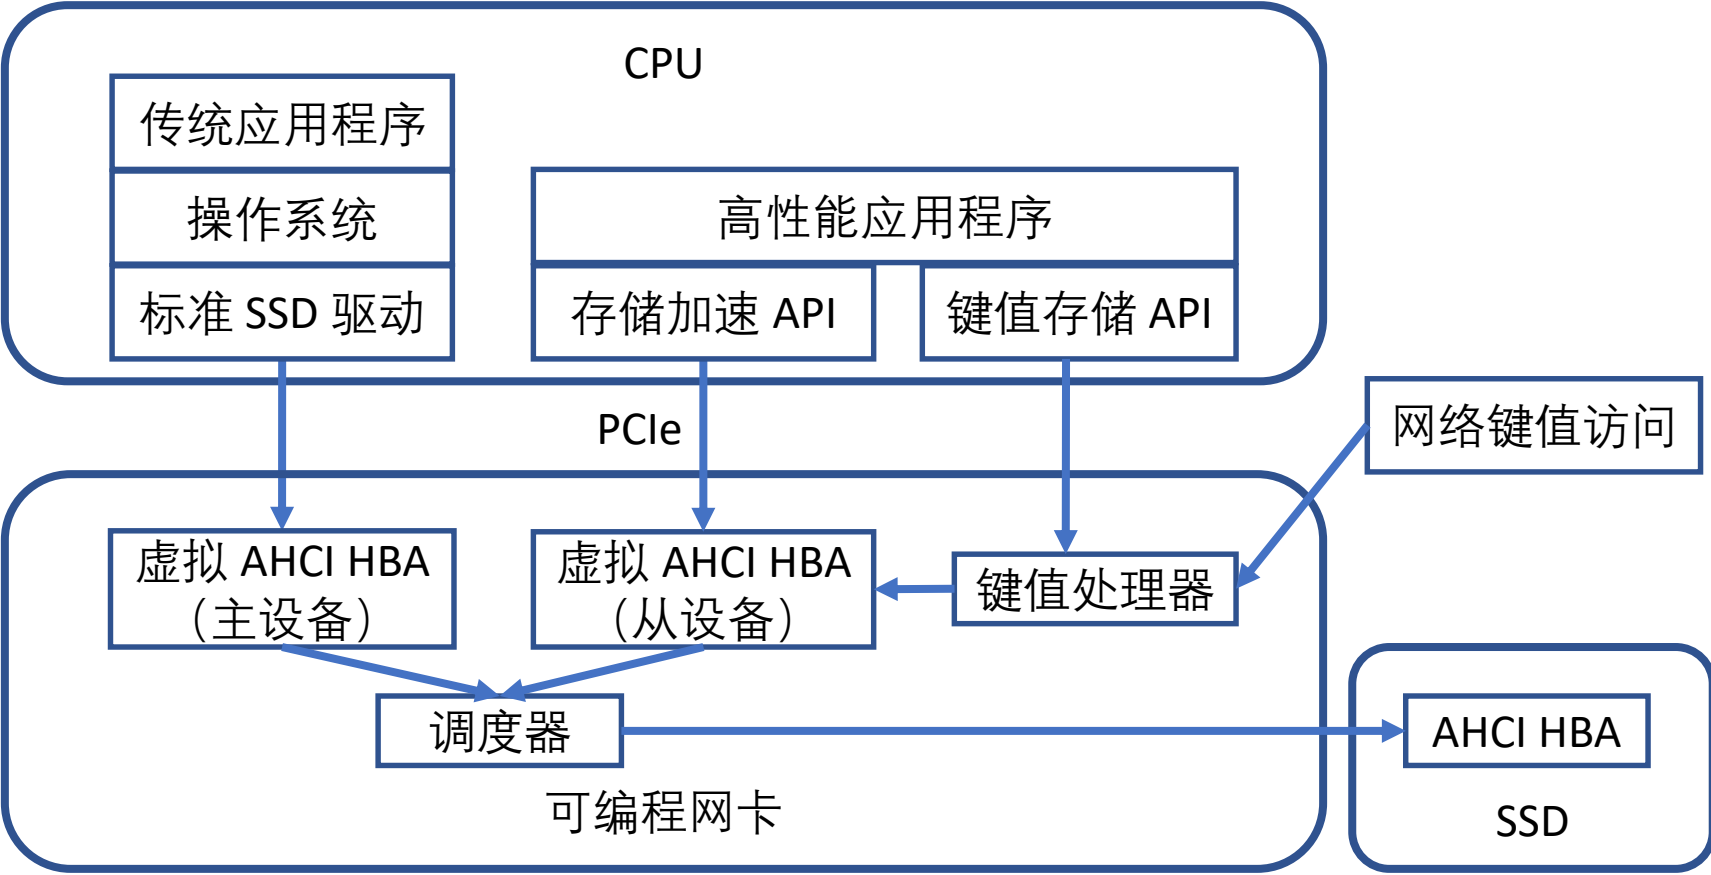 CPU
传统应用程序
操作系统
高性能应用程序
标准 SSD 驱动
存储加速 API
键值存储 API
PCIe
网络键值访问
虚拟 AHCI HBA
（主设备）
虚拟 AHCI HBA
（从设备）
键值处理器
调度器
AHCI HBA
可编程网卡
SSD